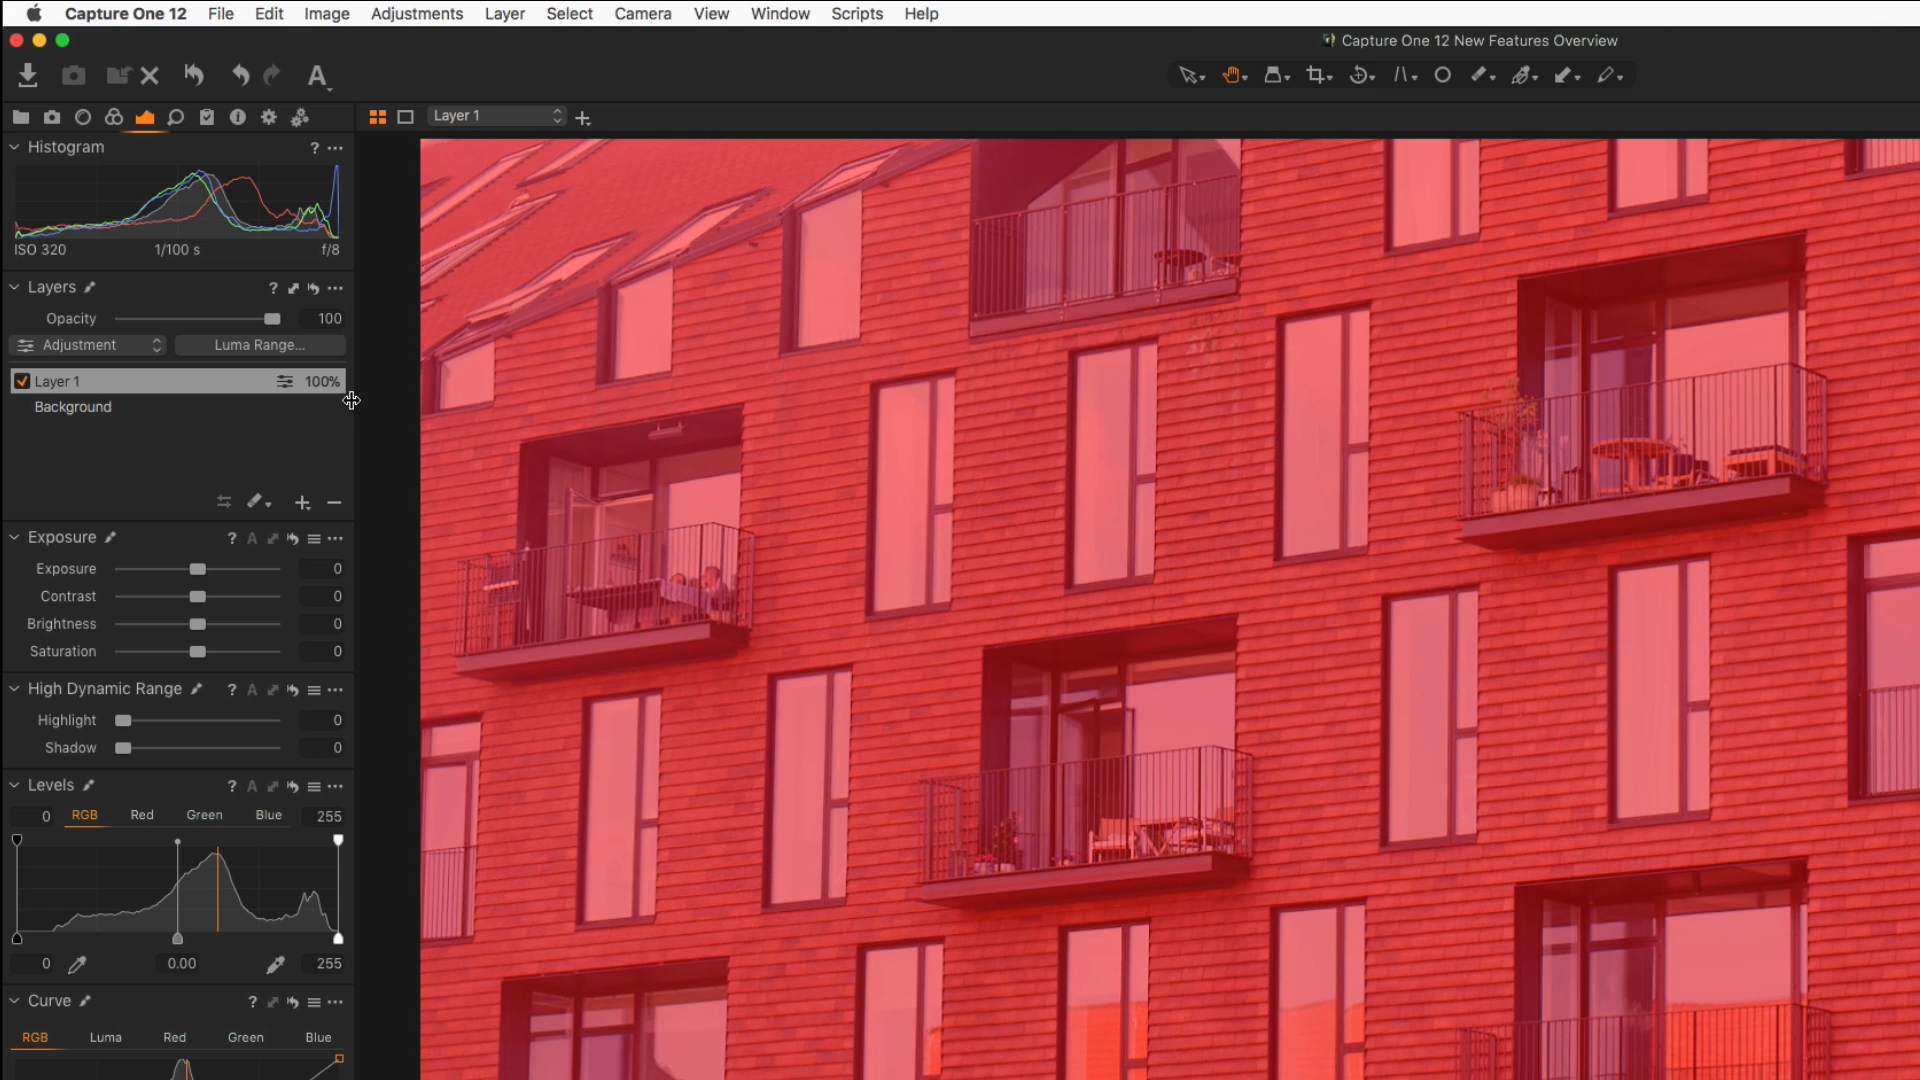 Capture One 12 File Edit Image Adjustments Layer Select Camera View Window Scripts Help
Capture One 12 New Features Overview
A
Layer 1
Histogram ?
ISO 320 1/100 s f/8
Layers ?
Opacity 100
Adjustment Luma Range...
Layer 1 100%
Background
Exposure ? A
Exposure 0
Contrast 0
Brightness 0
Saturation 0
High Dynamic Range ? A
Highlight 0
Shadow 0
Levels ? A
0 RGB Red Green Blue 255
0 0.00 255
Curve ?
RGB Luma Red Green Blue